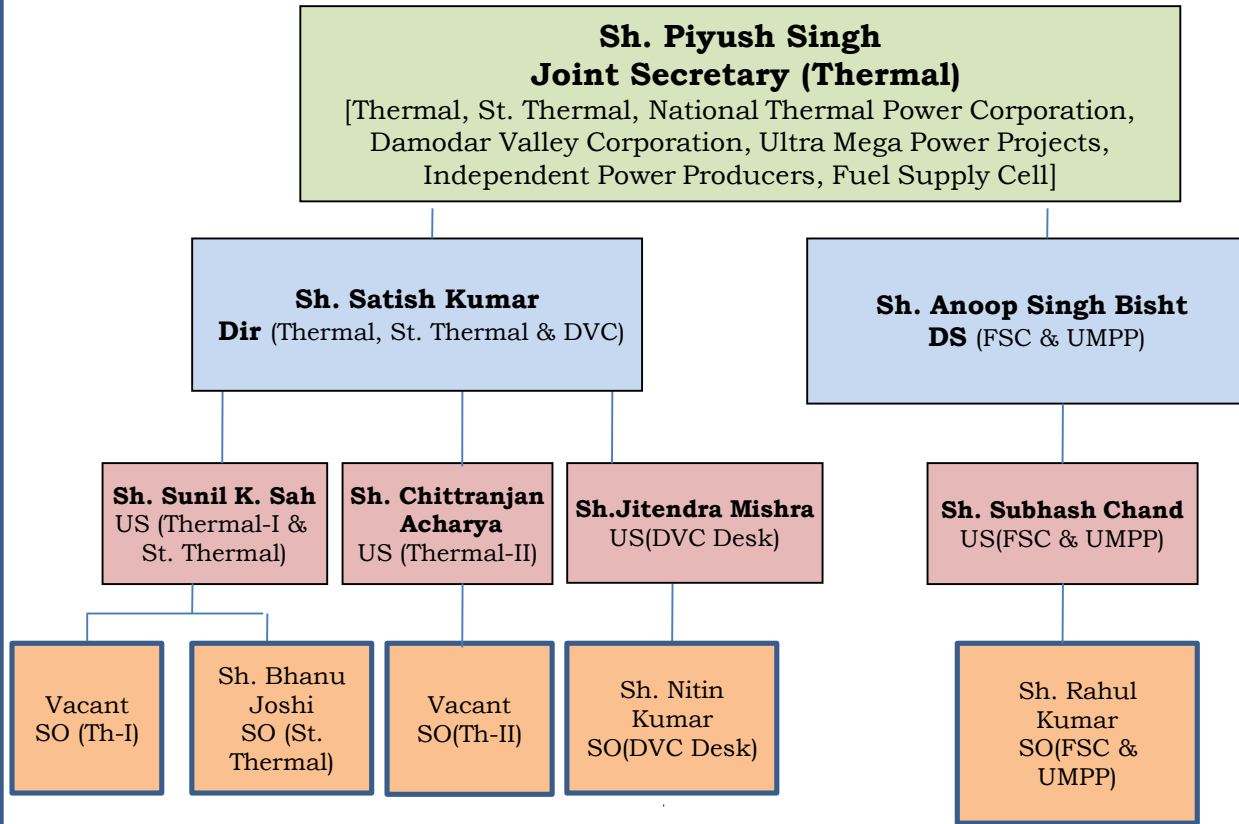 Sh. Piyush Singh
Joint Secretary (Thermal)
[Thermal, St. Thermal, National Thermal Power Corporation,
Damodar Valley Corporation, Ultra Mega Power Projects,
Independent Power Producers, Fuel Supply Cell]
Sh. Satish Kumar
Dir (Thermal, St. Thermal & DVC)
Sh. Anoop Singh Bisht
DS (FSC & UMPP)
Sh. Sunil K. Sah
US (Thermal-I &
St. Thermal)
Sh. Chittranjan
Acharya
US (Thermal-II)
Sh.Jitendra Mishra
US(DVC Desk)
Sh. Subhash Chand
US(FSC & UMPP)
Vacant
SO (Th-I)
Sh. Bhanu
Joshi
SO (St.
Thermal)
Vacant
SO(Th-II)
Sh. Nitin
Kumar
SO(DVC Desk)
Sh. Rahul
Kumar
SO(FSC &
UMPP)